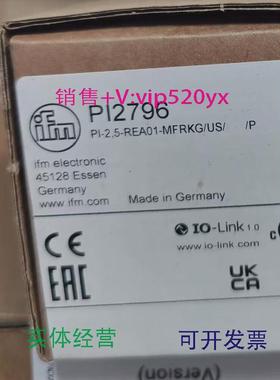 销售+V:vip520yx
ifm
PI2796
PI-2,5-REA01-MFRKG/US/ /P
ifm electronic
45128 Essen
Germany
www.ifm.com
Made in Germany
IO-Link 1.0
www.io-link.com
CE
c
EAC
UK
CA
实体经营
可开发票
(Version)